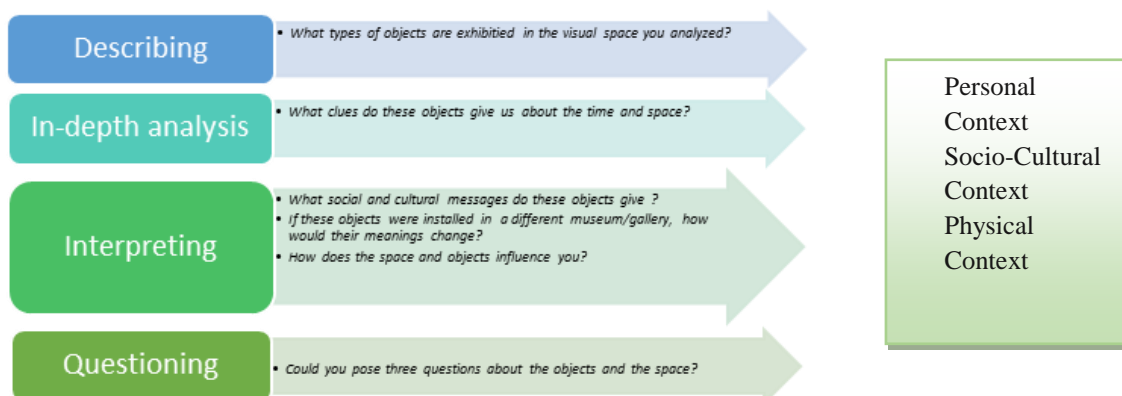 Describing
• What types of objects are exhibitied in the visual space you analyzed?
In-depth analysis
• What clues do these objects give us about the time and space?
Interpreting
• What social and cultural messages do these objects give ?
• If these objects were installed in a different museum/gallery, how
would their meanings change?
• How does the space and objects influence you?
Questioning
• Could you pose three questions about the objects and the space?
Personal
Context
Socio-Cultural
Context
Physical
Context